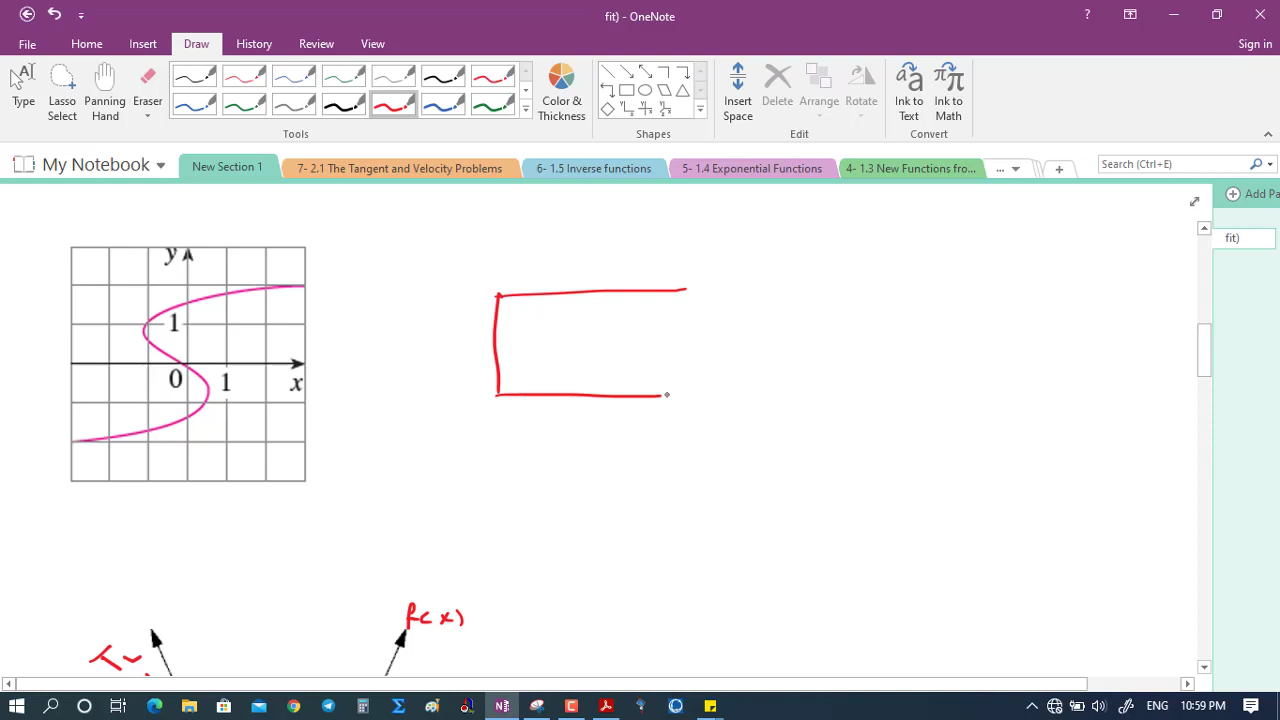 fit) - OneNote
?
Sign in
File Home Insert Draw History Review View
Type
Lasso Select
Panning Hand
Eraser
Color & Thickness
Insert Space
Delete
Arrange
Rotate
Ink to Text
Ink to Math
Tools
Shapes
Edit
Convert
My Notebook
New Section 1
7- 2.1 The Tangent and Velocity Problems
6- 1.5 Inverse functions
5- 1.4 Exponential Functions
4- 1.3 New Functions fro...
...
Search (Ctrl+E)
Add Pa
fit)
y
1
0
1
x
f(x)
ENG
10:59 PM